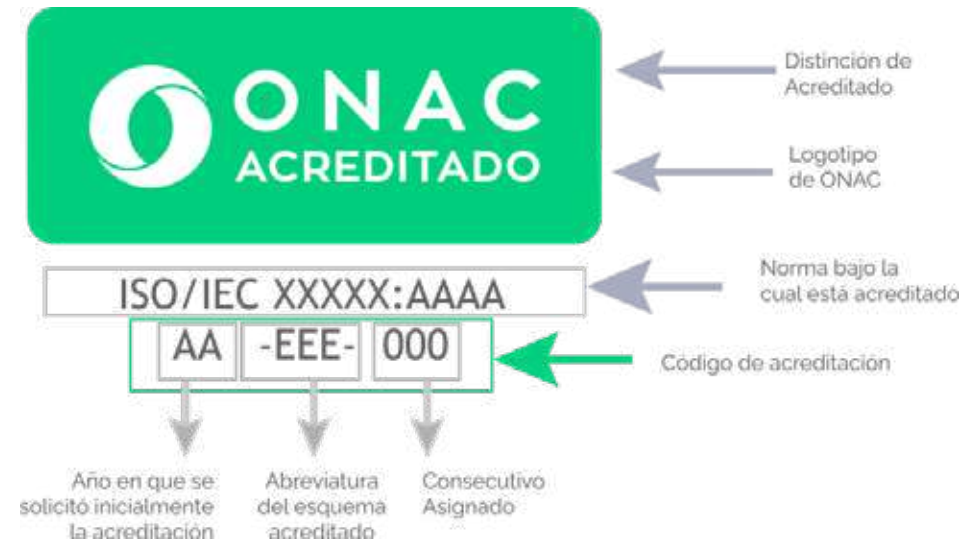 ONAC
ACREDITADO
Distinción de
Acreditado
Logotipo
de ONAC
ISO/IEC XXXXX:AAAA
Norma bajo la
cual está acreditado
AA -EEE- 000
Código de acreditación
Año en que se
solicitó inicialmente
la acreditación
Abreviatura
del esquema
acreditado
Consecutivo
Asignado